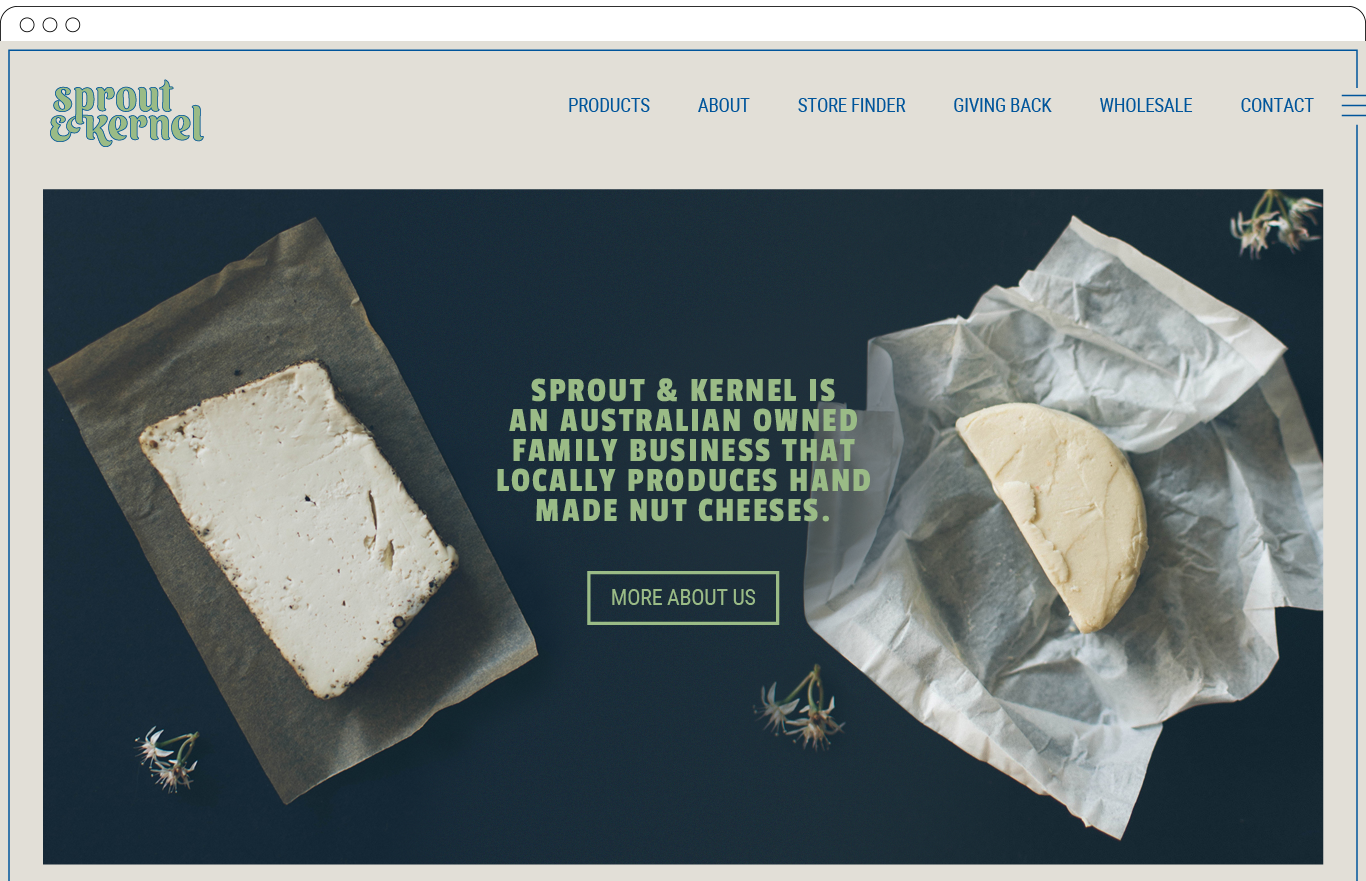 sprout
&kernel
PRODUCTS ABOUT STORE FINDER GIVING BACK WHOLESALE CONTACT
SPROUT & KERNEL IS
AN AUSTRALIAN OWNED
FAMILY BUSINESS THAT
LOCALLY PRODUCES HAND
MADE NUT CHEESES.
MORE ABOUT US